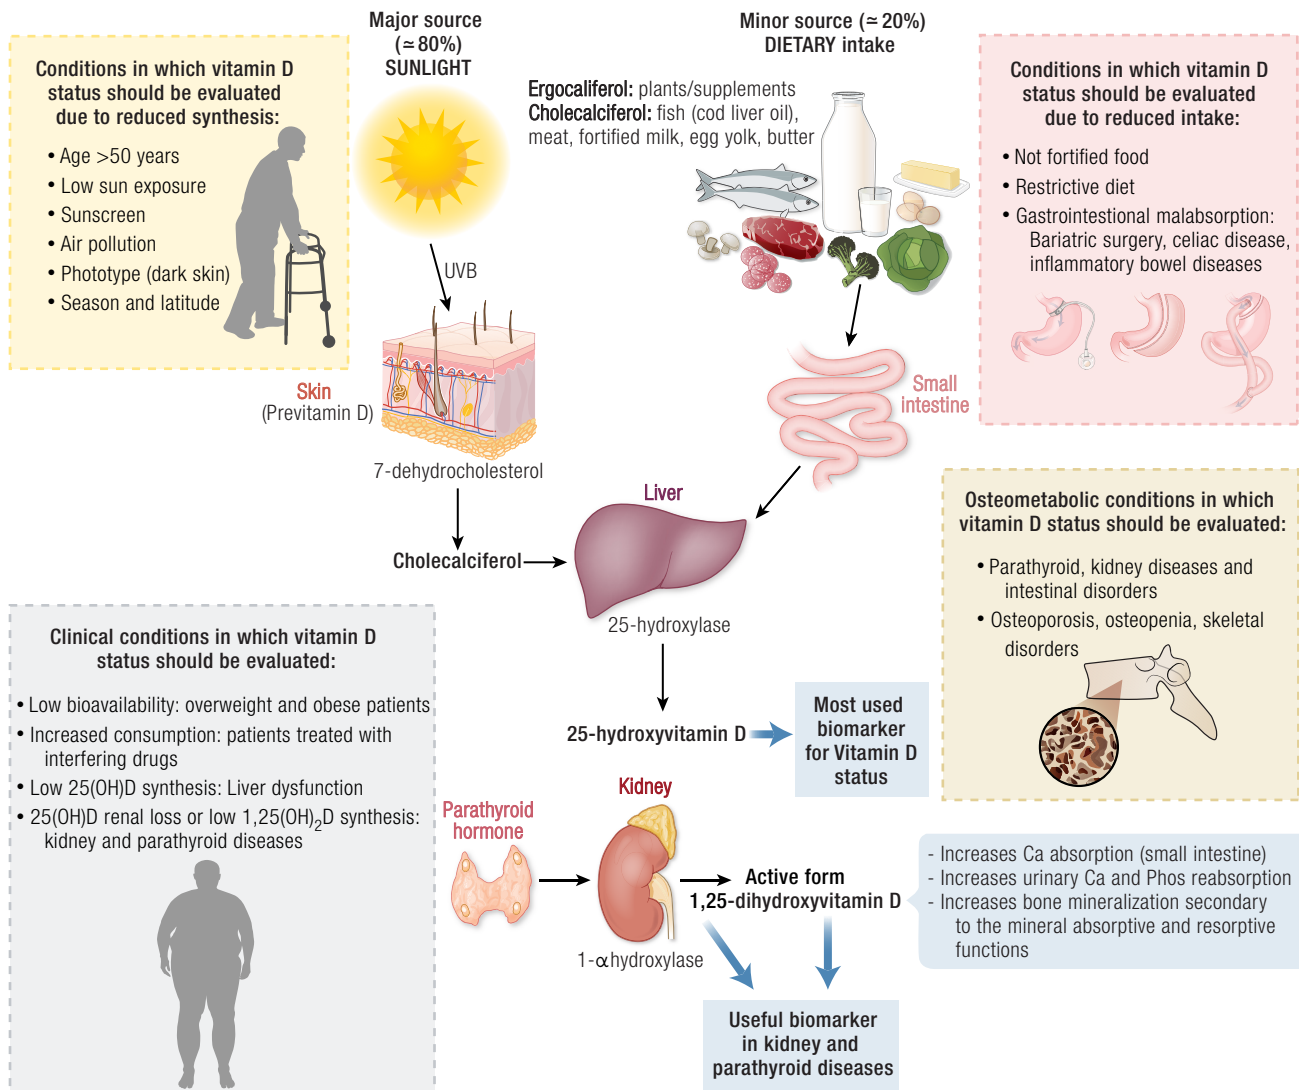 Major source
(≃80%)
SUNLIGHT
Minor source (≃20%)
DIETARY intake
Conditions in which vitamin D
status should be evaluated
due to reduced synthesis:
• Age >50 years
• Low sun exposure
• Sunscreen
• Air pollution
• Phototype (dark skin)
• Season and latitude
Ergocaliferol: plants/supplements
Cholecalciferol: fish (cod liver oil),
meat, fortified milk, egg yolk, butter
Conditions in which vitamin D
status should be evaluated
due to reduced intake:
• Not fortified food
• Restrictive diet
• Gastrointestional malabsorption:
Bariatric surgery, celiac disease,
inflammatory bowel diseases
UVB
Skin
(Previtamin D)
7-dehydrocholesterol
Small
intestine
Cholecalciferol
Liver
25-hydroxylase
Osteometabolic conditions in which
vitamin D status should be evaluated:
• Parathyroid, kidney diseases and
intestinal disorders
• Osteoporosis, osteopenia, skeletal
disorders
Clinical conditions in which vitamin D
status should be evaluated:
• Low bioavailability: overweight and obese patients
• Increased consumption: patients treated with
interfering drugs
• Low 25(OH)D synthesis: Liver dysfunction
• 25(OH)D renal loss or low 1,25(OH)₂D synthesis:
kidney and parathyroid diseases
25-hydroxyvitamin D
Most used
biomarker
for Vitamin D
status
Parathyroid
hormone
Kidney
1-α hydroxylase
Active form
1,25-dihydroxyvitamin D
- Increases Ca absorption (small intestine)
- Increases urinary Ca and Phos reabsorption
- Increases bone mineralization secondary
to the mineral absorptive and resorptive
functions
Useful biomarker
in kidney and
parathyroid diseases